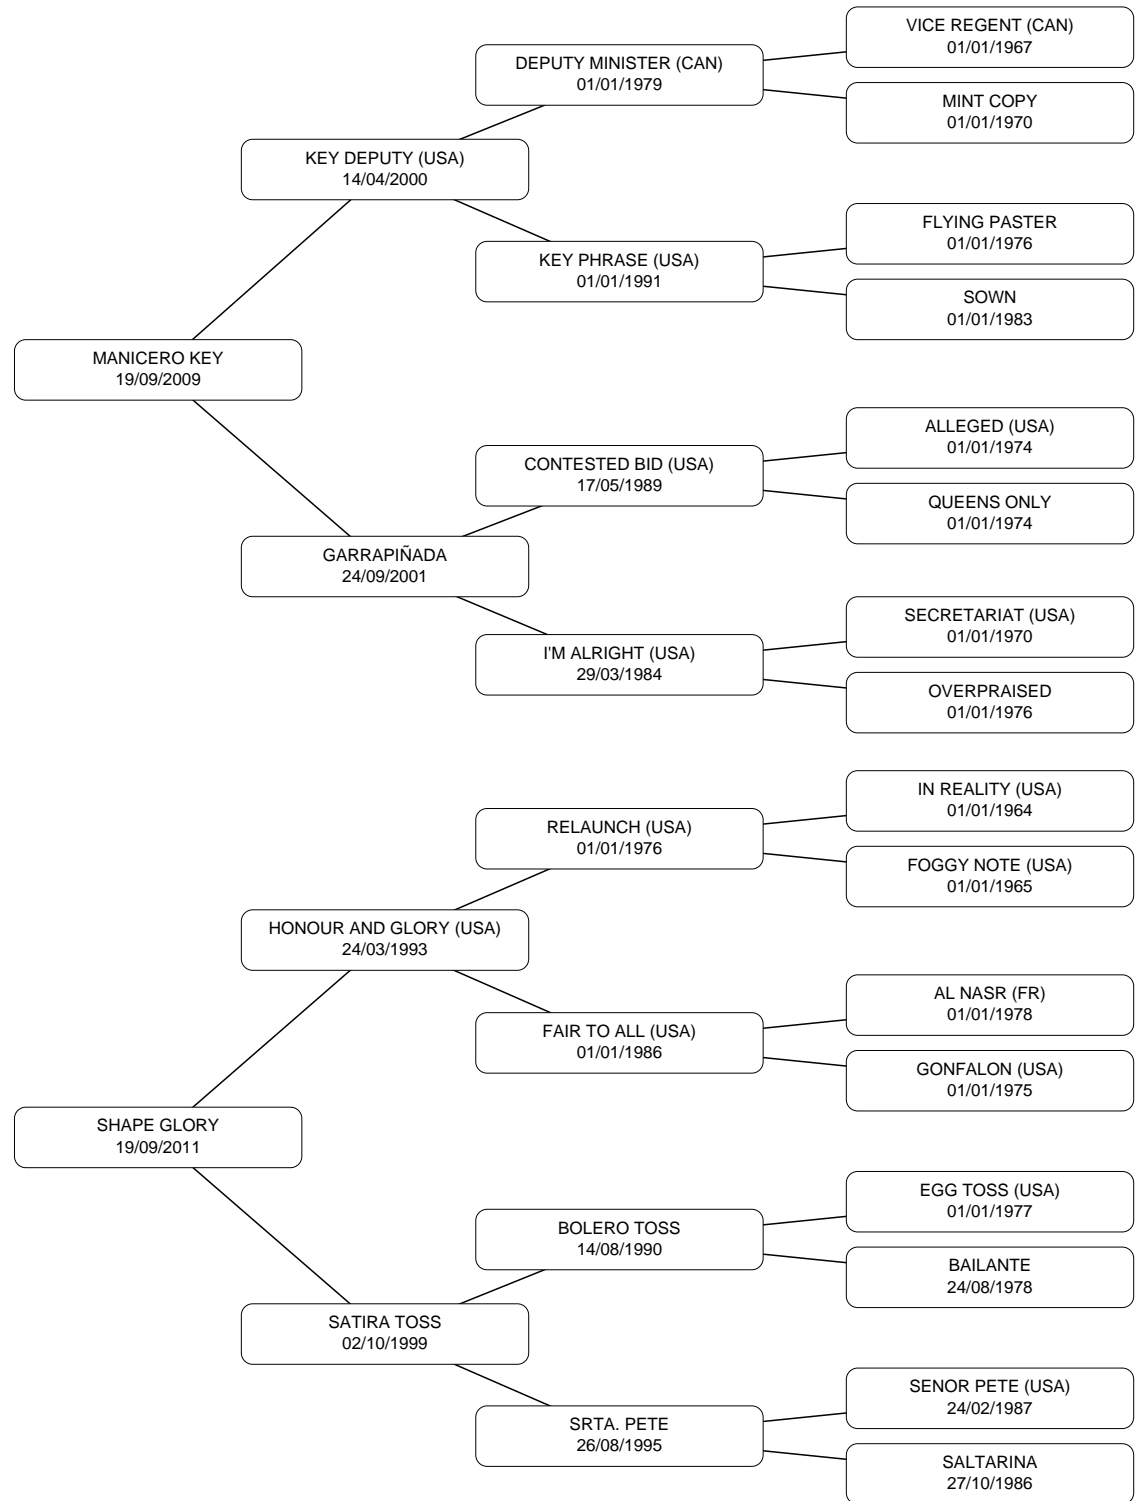 VICE REGENT (CAN)
01/01/1967
DEPUTY MINISTER (CAN)
01/01/1979
MINT COPY
01/01/1970
KEY DEPUTY (USA)
14/04/2000
FLYING PASTER
01/01/1976
KEY PHRASE (USA)
01/01/1991
SOWN
01/01/1983
MANICERO KEY
19/09/2009
ALLEGED (USA)
01/01/1974
CONTESTED BID (USA)
17/05/1989
QUEENS ONLY
01/01/1974
GARRAPIÑADA
24/09/2001
SECRETARIAT (USA)
01/01/1970
I'M ALRIGHT (USA)
29/03/1984
OVERPRAISED
01/01/1976
IN REALITY (USA)
01/01/1964
RELAUNCH (USA)
01/01/1976
FOGGY NOTE (USA)
01/01/1965
HONOUR AND GLORY (USA)
24/03/1993
AL NASR (FR)
01/01/1978
FAIR TO ALL (USA)
01/01/1986
GONFALON (USA)
01/01/1975
SHAPE GLORY
19/09/2011
EGG TOSS (USA)
01/01/1977
BOLERO TOSS
14/08/1990
BAILANTE
24/08/1978
SATIRA TOSS
02/10/1999
SENOR PETE (USA)
24/02/1987
SRTA. PETE
26/08/1995
SALTARINA
27/10/1986